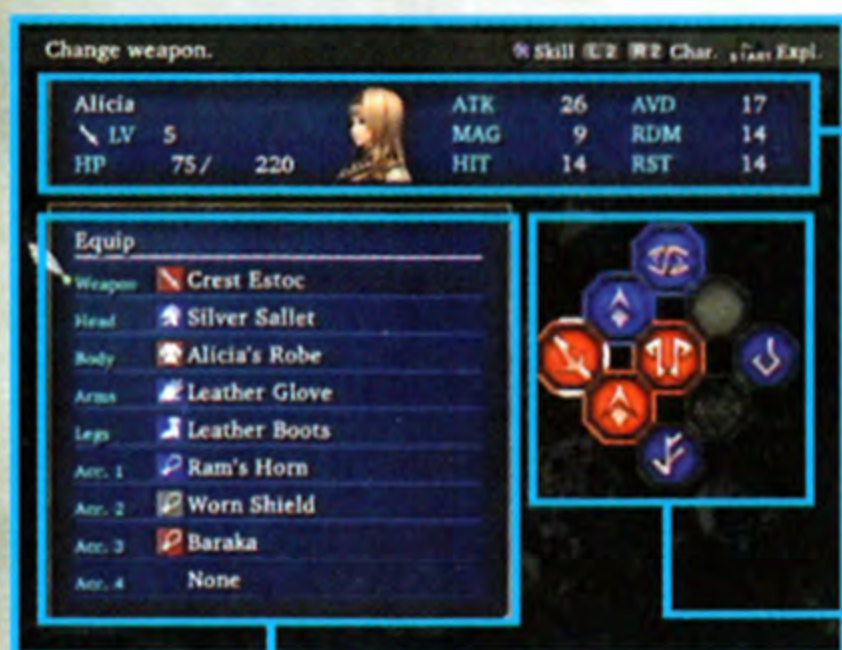 Change weapon. Skill L2 R2 Char. START Expl.
Alicia ATK 26 AVD 17
LV 5 MAG 9 RDM 14
HP 75/ 220 HIT 14 RST 14
Equip
Weapon Crest Estoc
Head Silver Sallet
Body Alicia's Robe
Arms Leather Glove
Legs Leather Boots
Acc. 1 Ram's Horn
Acc. 2 Worn Shield
Acc. 3 Baraka
Acc. 4 None